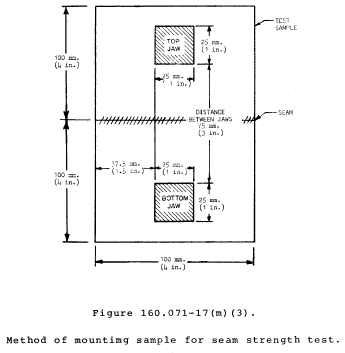 TEST
SAMPLE
TOP
JAW
25 mm.
(1 in.)
100 mm.
(4 in.)
25 mm.
(1 in.)
DISTANCE
BETWEEN JAWS
75 mm.
(3 in.)
SEAM
37.5 mm.
(1.5 in.)
25 mm.
(1 in.)
100 mm.
(4 in.)
BOTTOM
JAW
25 mm.
(1 in.)
100 mm.
(4 in.)
Figure 160.071-17(m)(3).
Method of mountimg sample for seam strength test.